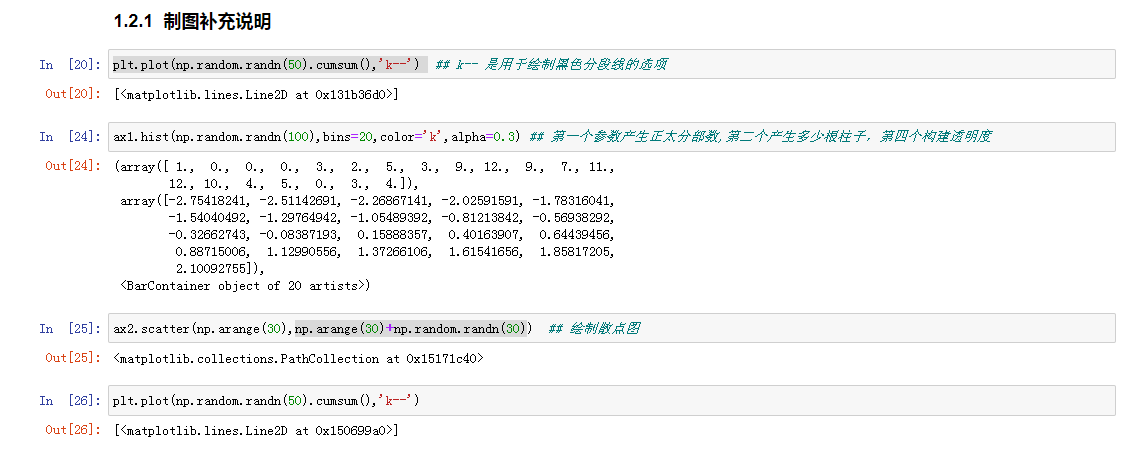 1.2.1 制图补充说明
In [20]: plt.plot(np.random.randn(50).cumsum(),'k--') ## k-- 是用于绘制黑色分段线的选项
Out[20]: [<matplotlib.lines.Line2D at 0x131b36d0>]
In [24]: ax1.hist(np.random.randn(100),bins=20,color='k',alpha=0.3) ## 第一个参数产生正太分部数,第二个产生多少根柱子. 第四个构建透明度
Out[24]: (array([ 1., 0., 0., 0., 3., 2., 5., 3., 9., 12., 9., 7., 11.,
12., 10., 4., 5., 0., 3., 4.]),
array([-2.75418241, -2.51142691, -2.26867141, -2.02591591, -1.78316041,
-1.54040492, -1.29764942, -1.05489392, -0.81213842, -0.56938292,
-0.32662743, -0.08387193, 0.15888357, 0.40163907, 0.64439456,
0.88715006, 1.12990556, 1.37266106, 1.61541656, 1.85817205,
2.10092755]),
<BarContainer object of 20 artists>)
In [25]: ax2.scatter(np.arange(30),np.arange(30)+np.random.randn(30)) ## 绘制散点图
Out[25]: <matplotlib.collections.PathCollection at 0x15171c40>
In [26]: plt.plot(np.random.randn(50).cumsum(),'k--')
Out[26]: [<matplotlib.lines.Line2D at 0x150699a0>]